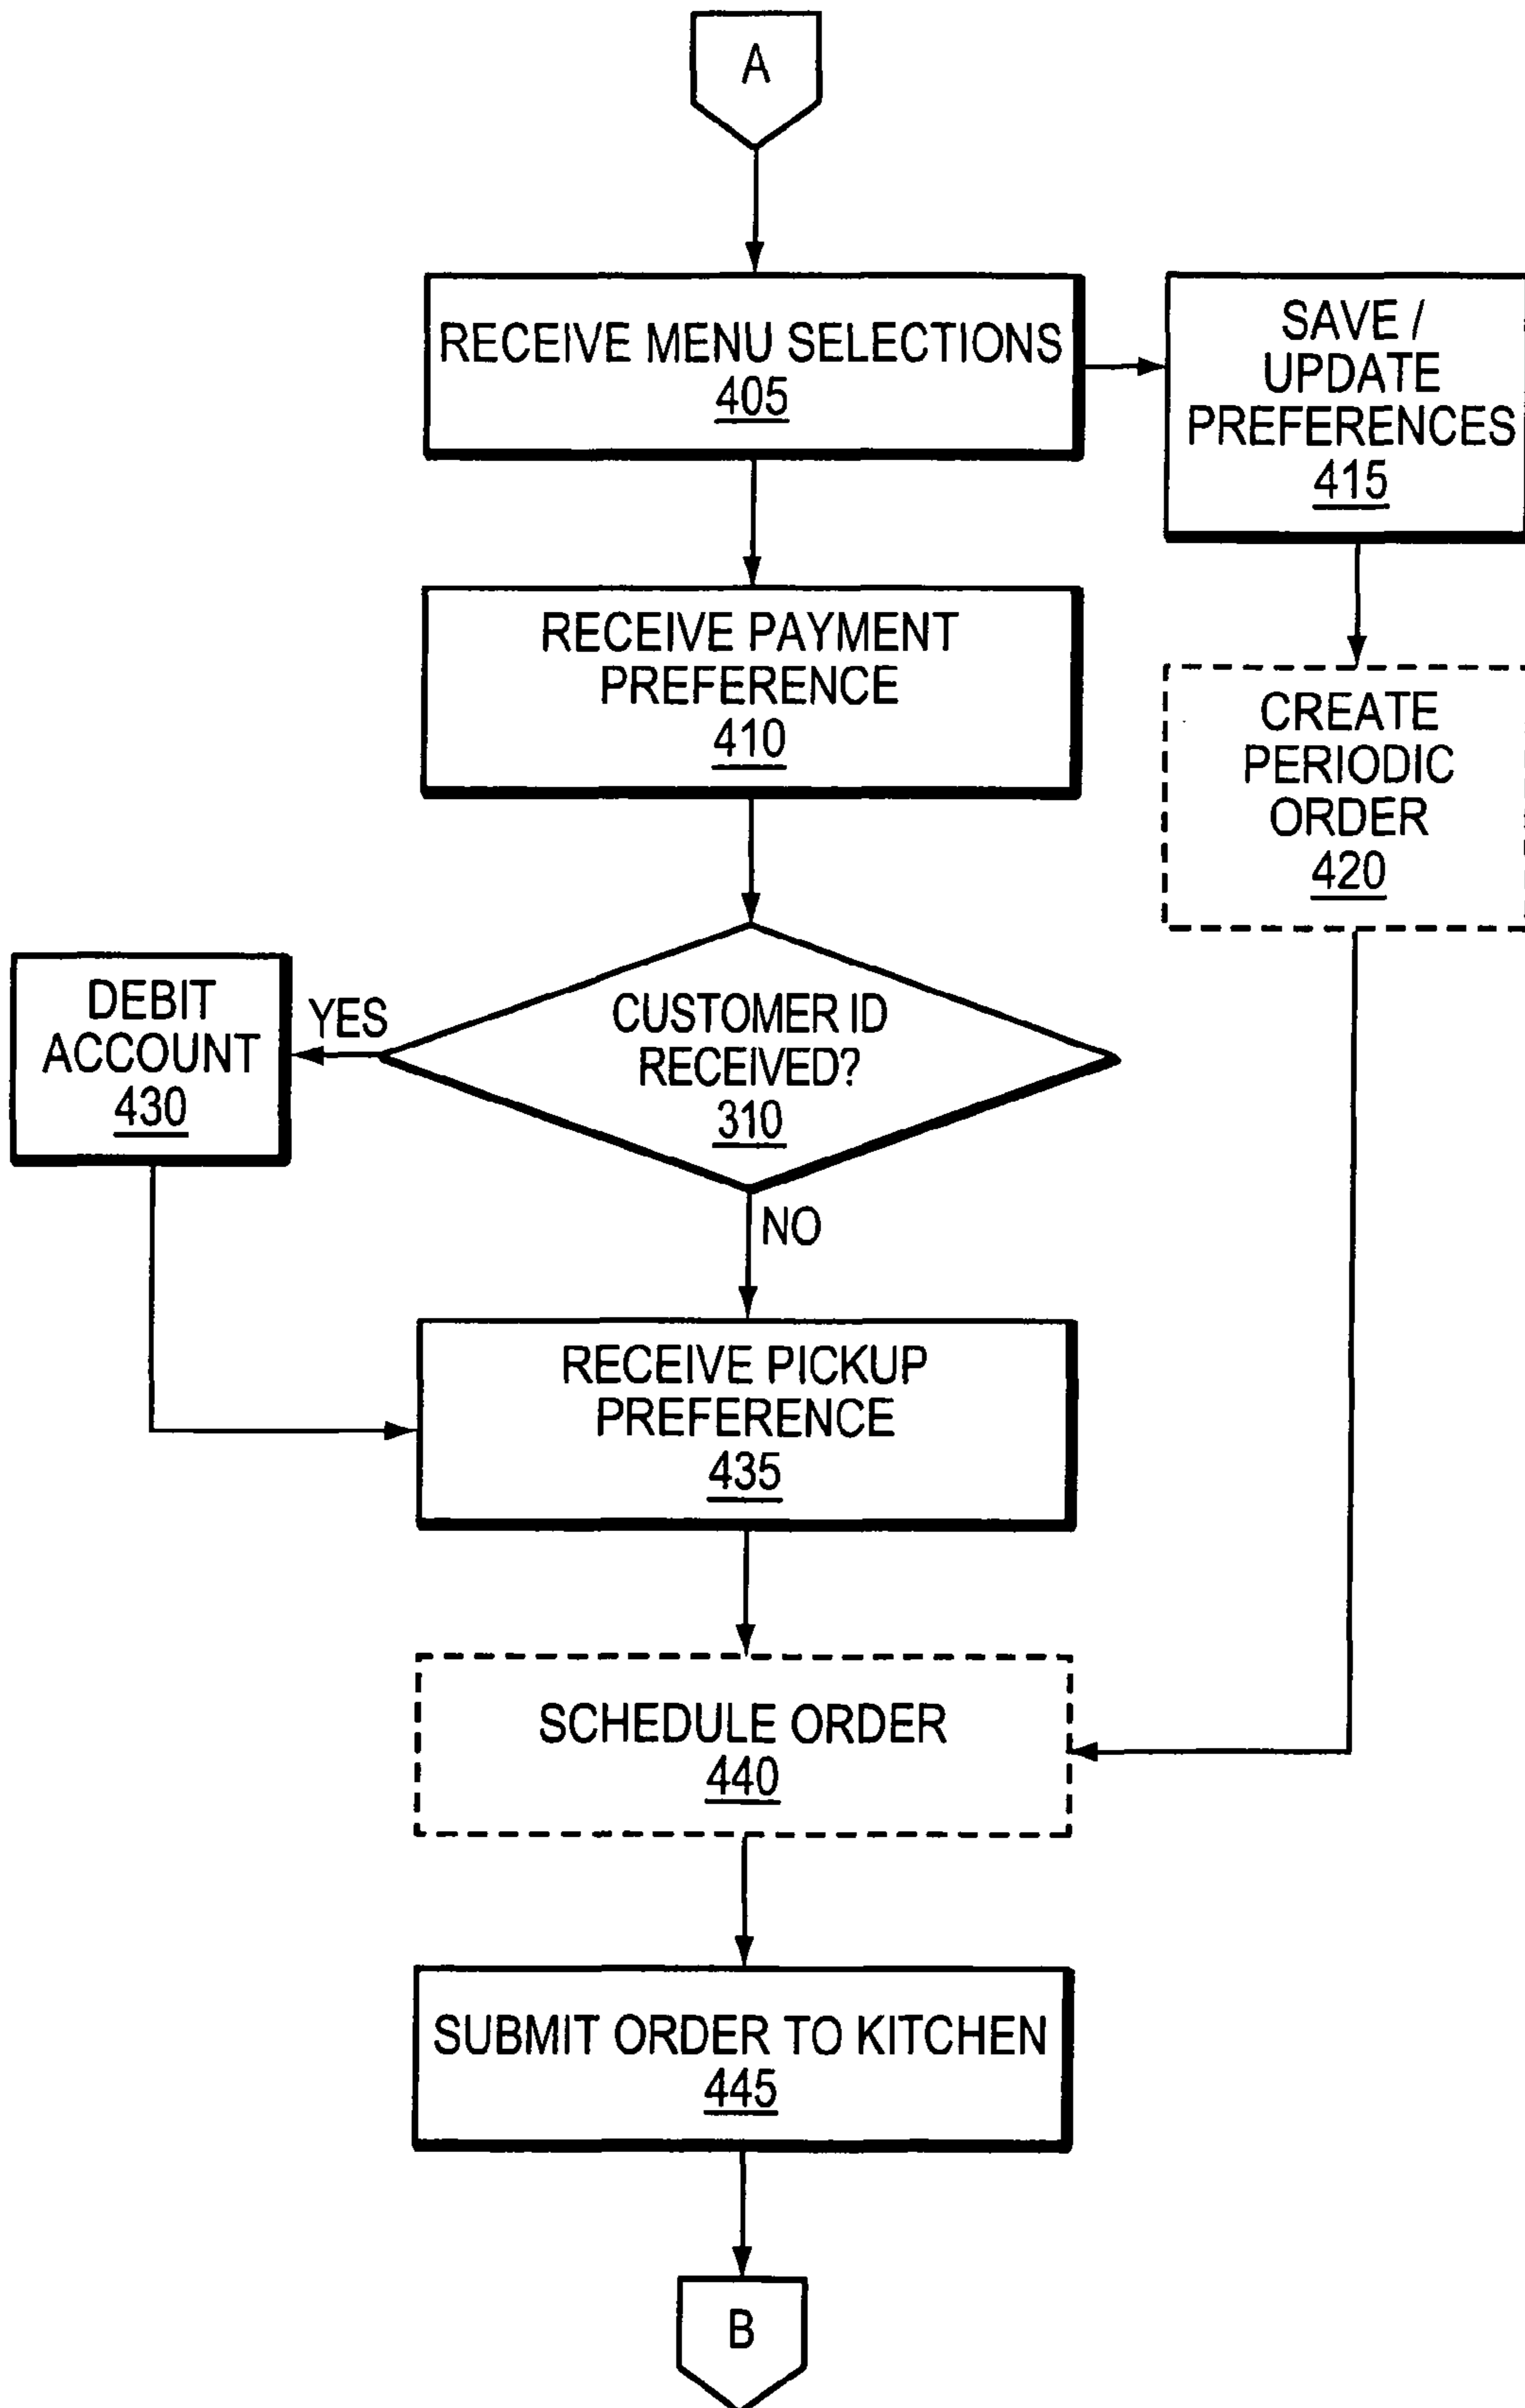 A
RECEIVE MENU SELECTIONS
405
SAVE /
UPDATE
PREFERENCES
415
RECEIVE PAYMENT
PREFERENCE
410
CREATE
PERIODIC
ORDER
420
CUSTOMER ID
RECEIVED?
310
YES
DEBIT
ACCOUNT
430
NO
RECEIVE PICKUP
PREFERENCE
435
SCHEDULE ORDER
440
SUBMIT ORDER TO KITCHEN
445
B